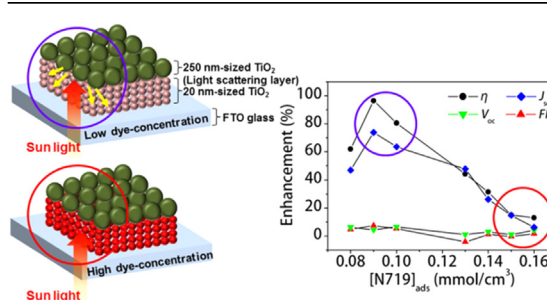 250 nm-sized TiO2
(Light scattering layer)
20 nm-sized TiO2
Low dye-concentration
FTO glass
Sun light
High dye-concentration
Sun light
Enhancement (%)
100
80
60
40
20
0
η
Voc
0.08 0.10 0.12 0.14 0.16
[N719]ads (mmol/cm3)